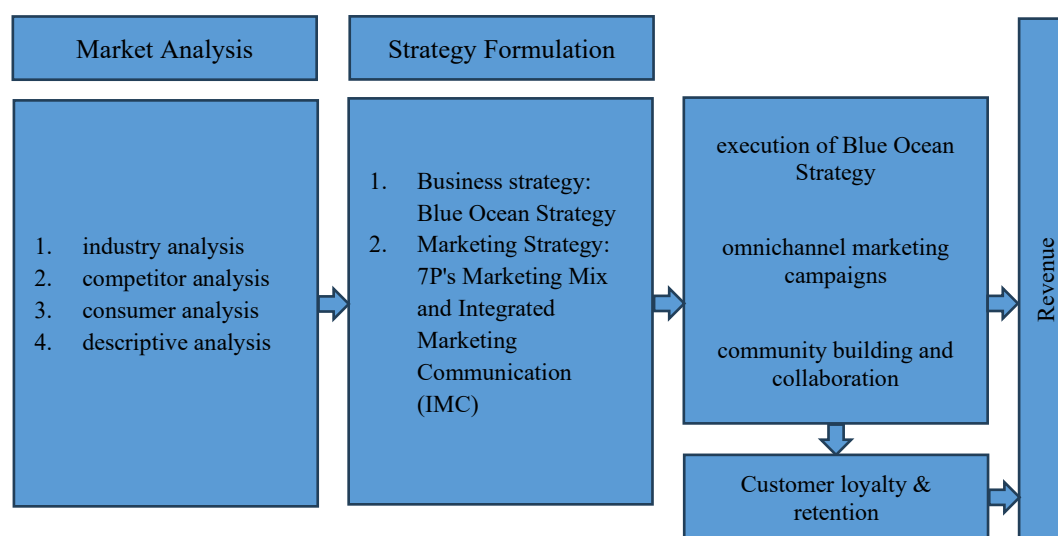 Market Analysis
Strategy Formulation
1. industry analysis
2. competitor analysis
3. consumer analysis
4. descriptive analysis
1. Business strategy:
Blue Ocean Strategy
2. Marketing Strategy:
7P's Marketing Mix
and Integrated
Marketing
Communication
(IMC)
execution of Blue Ocean
Strategy
omnichannel marketing
campaigns
community building and
collaboration
Customer loyalty &
retention
Revenue